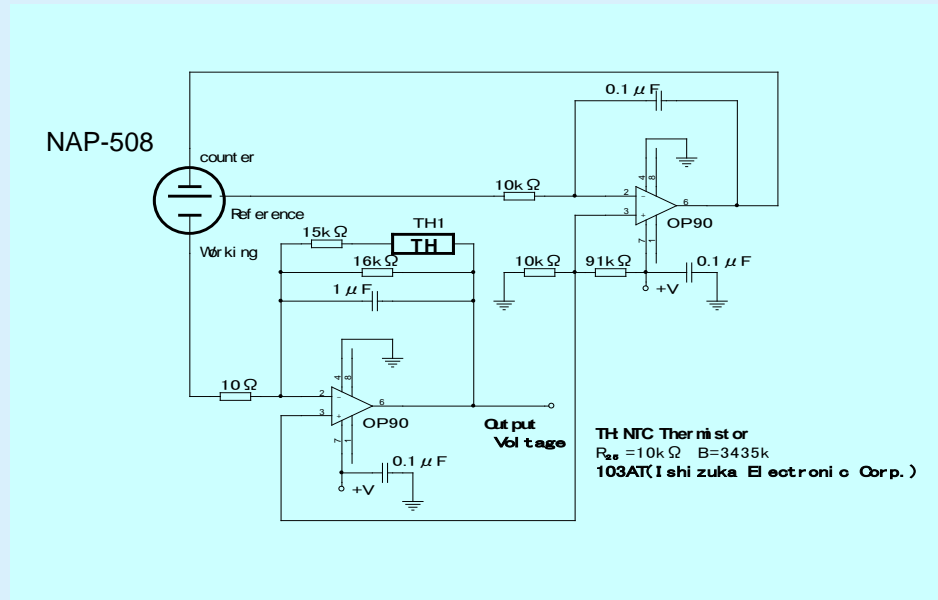 NAP-508
counter
Reference
Working
0.1μF
10kΩ
2
3
4
8
6
7
1
OP90
15kΩ
TH1
TH
16kΩ
1μF
10kΩ
91kΩ
0.1μF
+V
10Ω
2
3
4
8
6
7
1
OP90
0.1μF
+V
Output
Voltage
TH:NTC Thermistor
R₂₅=10kΩ B=3435k
103AT(Ishizuka Electronic Corp.)